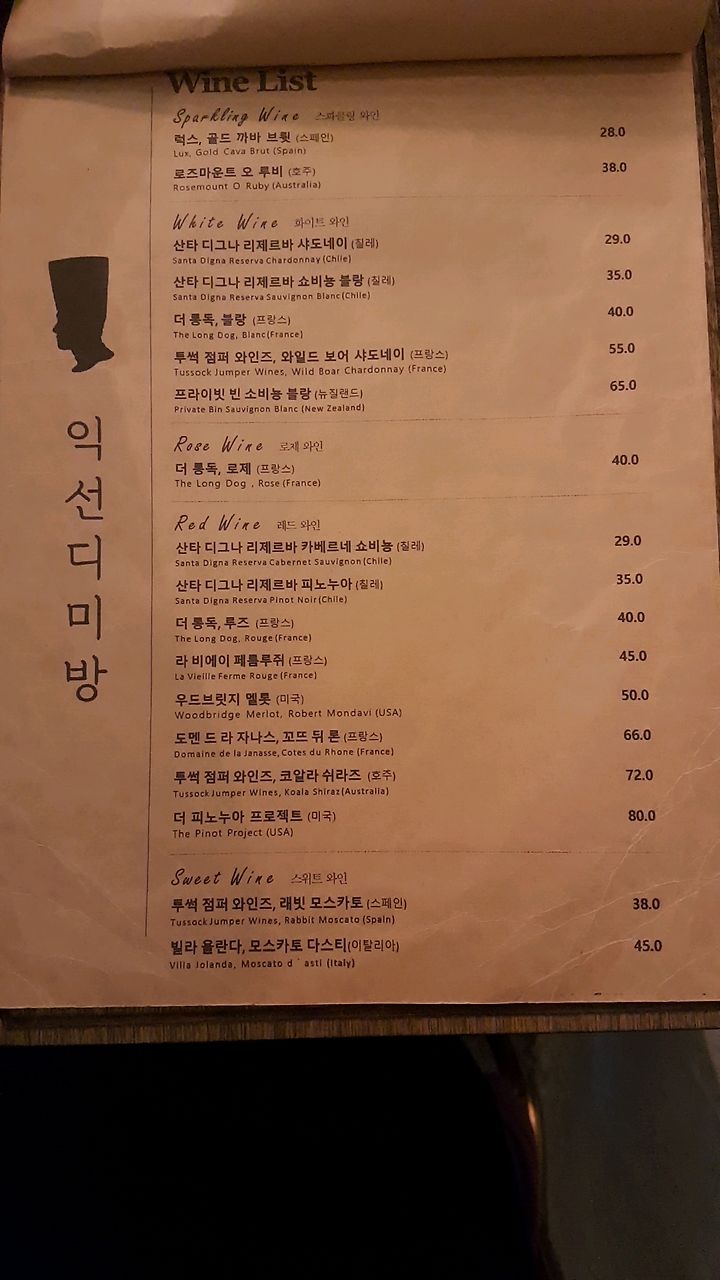 Wine List
Sparkling Wine 스파클링 와인
럭스, 골드 까바 브륏 (스페인) 28.0
Lux, Gold Cava Brut (Spain)
로즈마운트 오 루비 (호주) 38.0
Rosemount O Ruby (Australia)
White Wine 화이트 와인
산타 디그나 리제르바 샤도네이 (칠레) 29.0
Santa Digna Reserva Chardonnay (Chile)
산타 디그나 리제르바 쇼비뇽 블랑 (칠레) 35.0
Santa Digna Reserva Sauvignon Blanc (Chile)
더 롱독, 블랑 (프랑스) 40.0
The Long Dog, Blanc (France)
투썩 점퍼 와인즈, 와일드 보어 샤도네이 (프랑스) 55.0
Tussock Jumper Wines, Wild Boar Chardonnay (France)
프라이빗 빈 소비뇽 블랑 (뉴질랜드) 65.0
Private Bin Sauvignon Blanc (New Zealand)
Rose Wine 로제 와인
더 롱독, 로제 (프랑스) 40.0
The Long Dog , Rose (France)
Red Wine 레드 와인
산타 디그나 리제르바 카베르네 쇼비뇽 (칠레) 29.0
Santa Digna Reserva Cabernet Sauvignon (Chile)
산타 디그나 리제르바 피노누아 (칠레) 35.0
Santa Digna Reserva Pinot Noir (Chile)
더 롱독, 루즈 (프랑스) 40.0
The Long Dog, Rouge (France)
라 비에이 페름루쥐 (프랑스) 45.0
La Vieille Ferme Rouge (France)
우드브릿지 멜롯 (미국) 50.0
Woodbridge Merlot, Robert Mondavi (USA)
도멘 드 라 자나스, 꼬뜨 뒤 론 (프랑스) 66.0
Domaine de la Janasse, Cotes du Rhone (France)
투썩 점퍼 와인즈, 코알라 쉬라즈 (호주) 72.0
Tussock Jumper Wines, Koala Shiraz (Australia)
더 피노누아 프로젝트 (미국) 80.0
The Pinot Project (USA)
Sweet Wine 스위트 와인
투썩 점퍼 와인즈, 래빗 모스카토 (스페인) 38.0
Tussock Jumper Wines, Rabbit Moscato (Spain)
빌라 욜란다, 모스카토 다스티 (이탈리아) 45.0
Villa Jolanda, Moscato d ` asti (Italy)
익
선
디
미
방